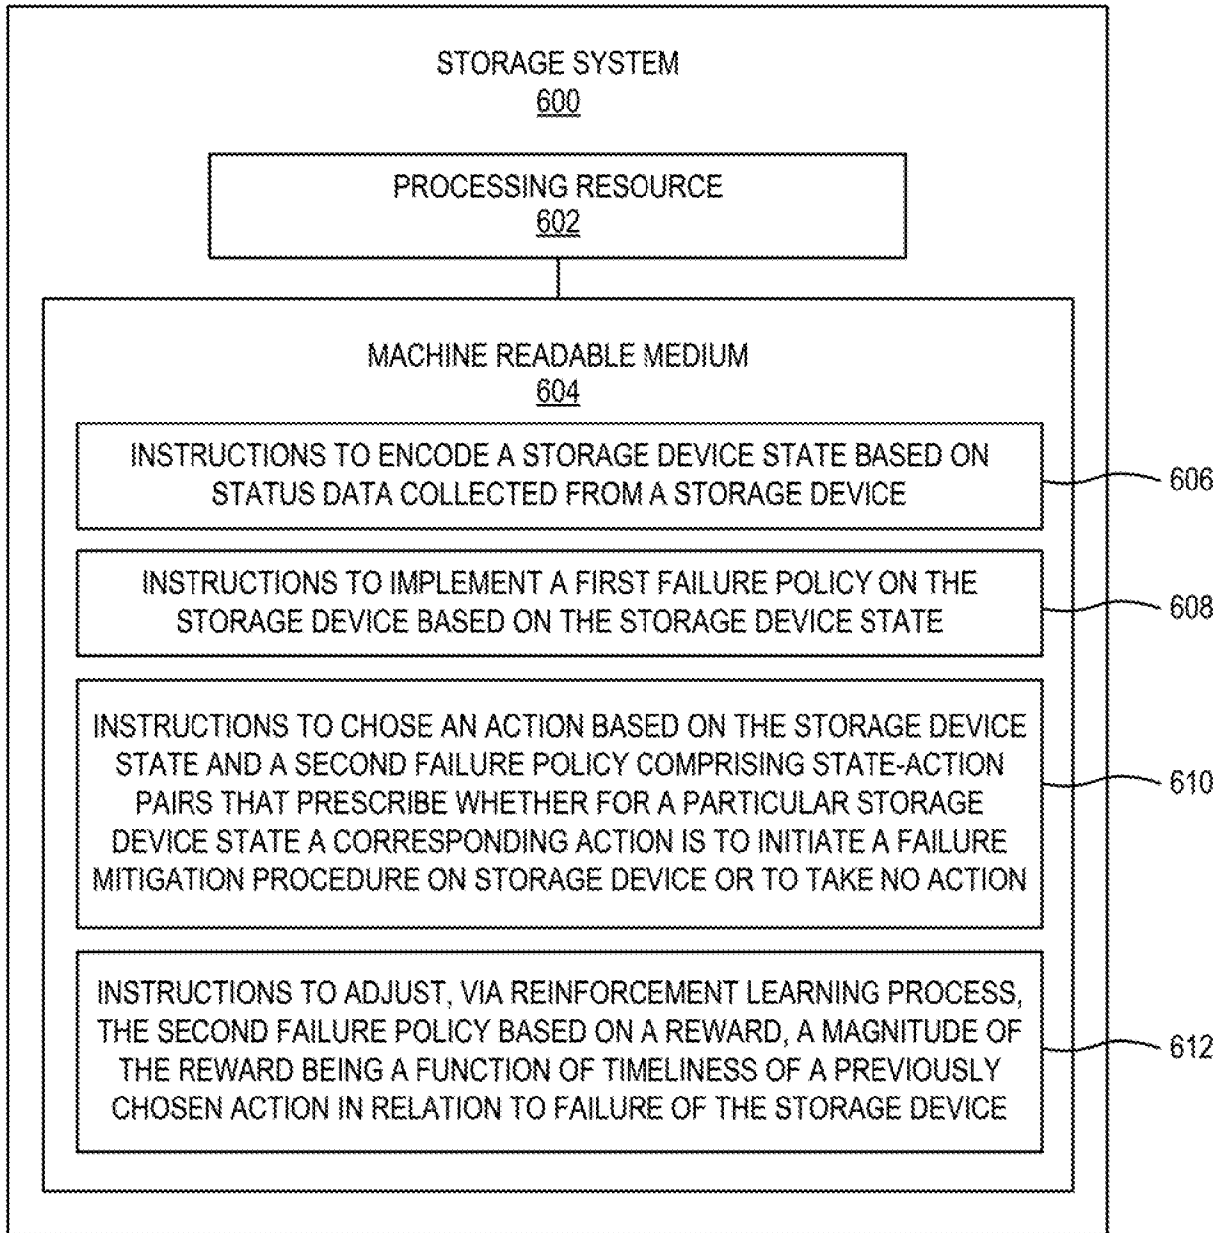 STORAGE SYSTEM
600
PROCESSING RESOURCE
602
MACHINE READABLE MEDIUM
604
INSTRUCTIONS TO ENCODE A STORAGE DEVICE STATE BASED ON
STATUS DATA COLLECTED FROM A STORAGE DEVICE
606
INSTRUCTIONS TO IMPLEMENT A FIRST FAILURE POLICY ON THE
STORAGE DEVICE BASED ON THE STORAGE DEVICE STATE
608
INSTRUCTIONS TO CHOSE AN ACTION BASED ON THE STORAGE DEVICE
STATE AND A SECOND FAILURE POLICY COMPRISING STATE-ACTION
PAIRS THAT PRESCRIBE WHETHER FOR A PARTICULAR STORAGE
DEVICE STATE A CORRESPONDING ACTION IS TO INITIATE A FAILURE
MITIGATION PROCEDURE ON STORAGE DEVICE OR TO TAKE NO ACTION
610
INSTRUCTIONS TO ADJUST, VIA REINFORCEMENT LEARNING PROCESS,
THE SECOND FAILURE POLICY BASED ON A REWARD, A MAGNITUDE OF
THE REWARD BEING A FUNCTION OF TIMELINESS OF A PREVIOUSLY
CHOSEN ACTION IN RELATION TO FAILURE OF THE STORAGE DEVICE
612